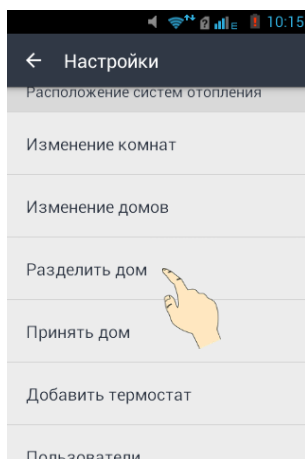 E 10:15
Настройки
Расположение систем отопления
Изменение комнат
Изменение домов
Разделить дом
Принять дом
Добавить термостат
Пользователи